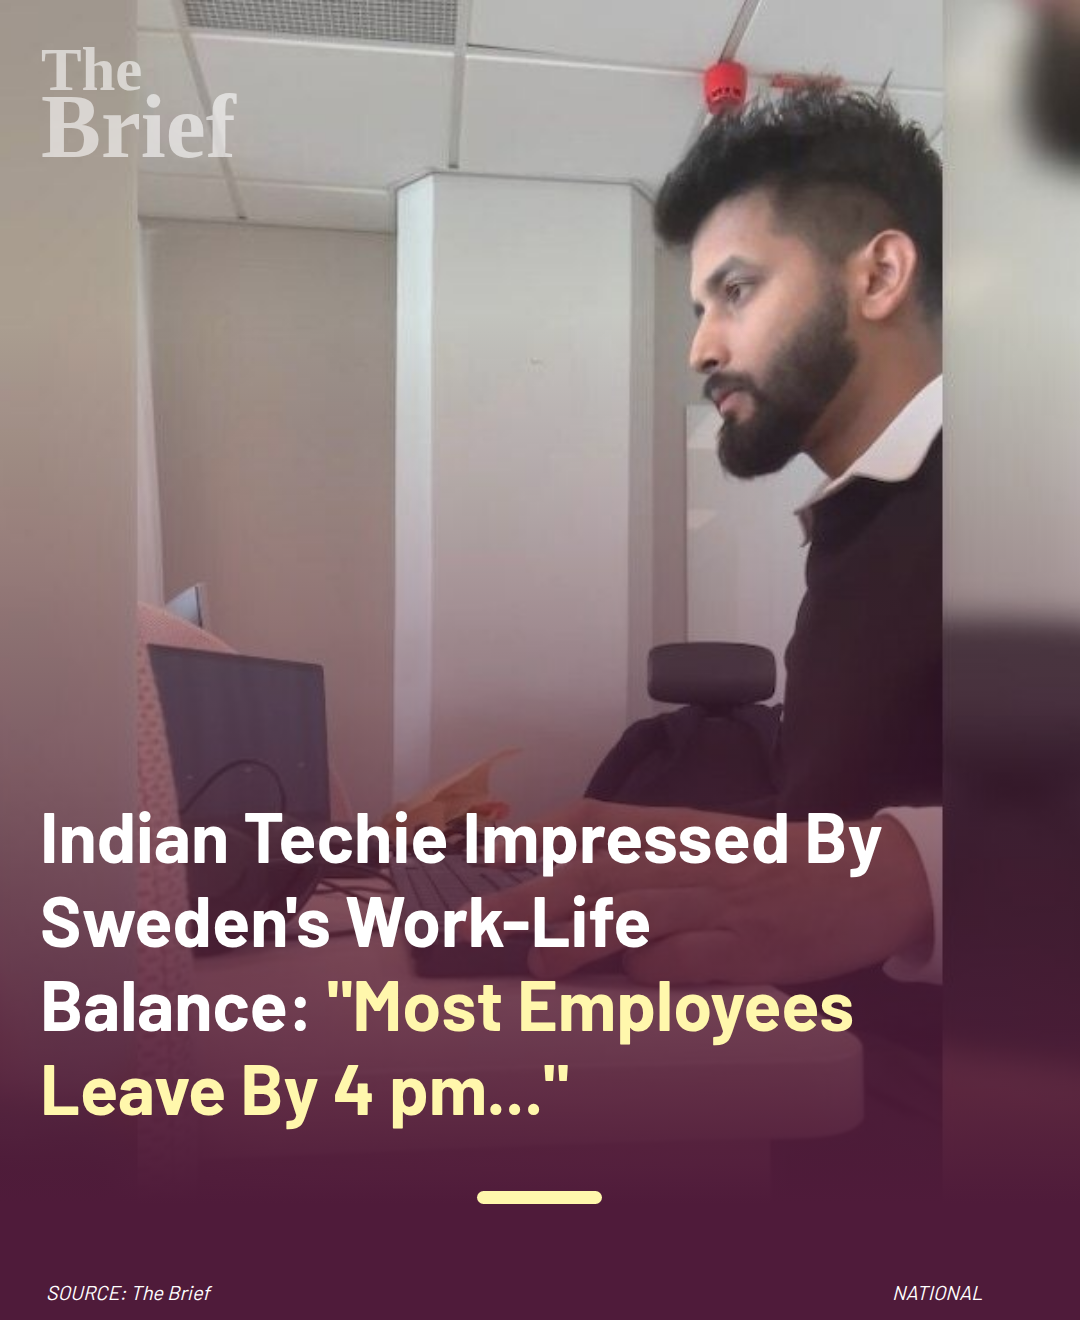 The
Brief
Indian Techie Impressed By
Sweden's Work-Life
Balance: "Most Employees
Leave By 4 pm..."
SOURCE: The Brief
NATIONAL